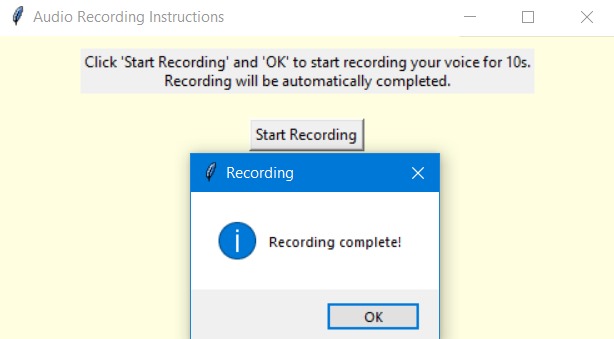 Audio Recording Instructions
Click 'Start Recording' and 'OK' to start recording your voice for 10s.
Recording will be automatically completed.
Start Recording
Recording
Recording complete!
OK